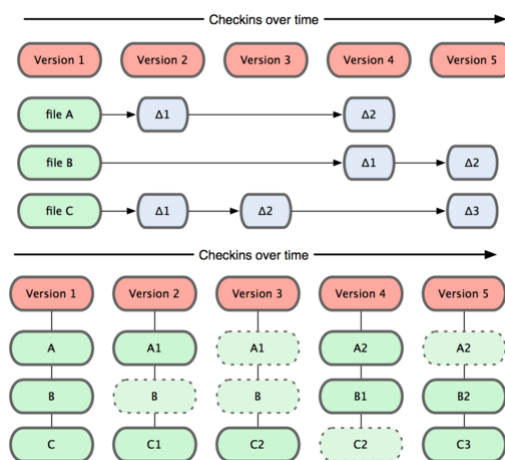 Checkins over time
Version 1 Version 2 Version 3 Version 4 Version 5
file A Δ1 Δ2
file B Δ1 Δ2
file C Δ1 Δ2 Δ3
Checkins over time
Version 1 Version 2 Version 3 Version 4 Version 5
A A1 A1 A2 A2
B B B B1 B2
C C1 C2 C2 C3